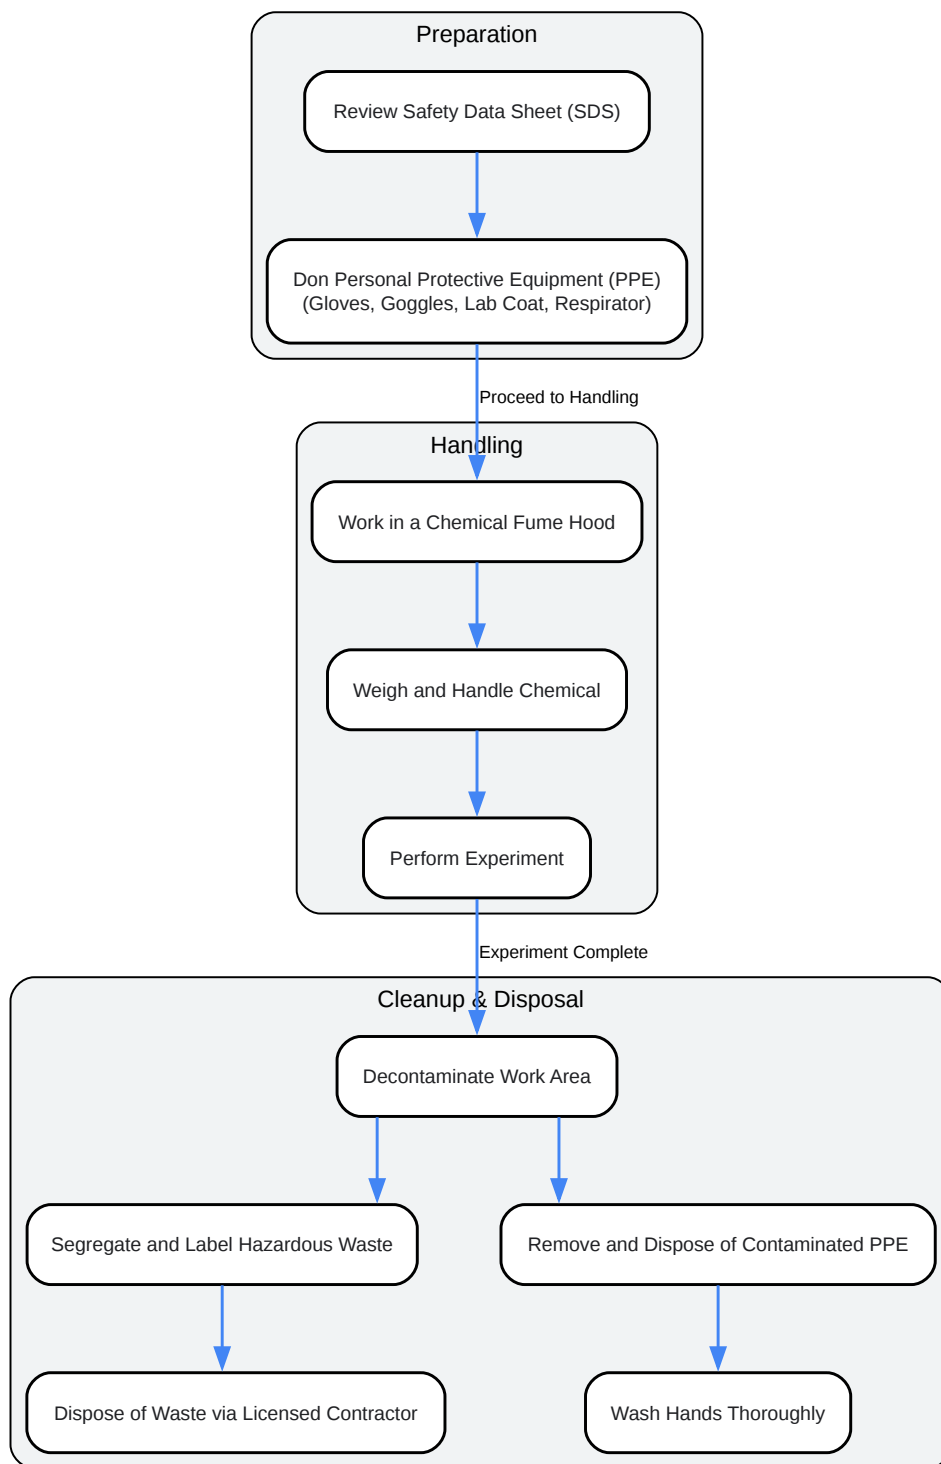 Preparation
Review Safety Data Sheet (SDS)
Don Personal Protective Equipment (PPE)
(Gloves, Goggles, Lab Coat, Respirator)
Proceed to Handling
Handling
Work in a Chemical Fume Hood
Weigh and Handle Chemical
Perform Experiment
Experiment Complete
Cleanup & Disposal
Decontaminate Work Area
Segregate and Label Hazardous Waste
Remove and Dispose of Contaminated PPE
Dispose of Waste via Licensed Contractor
Wash Hands Thoroughly